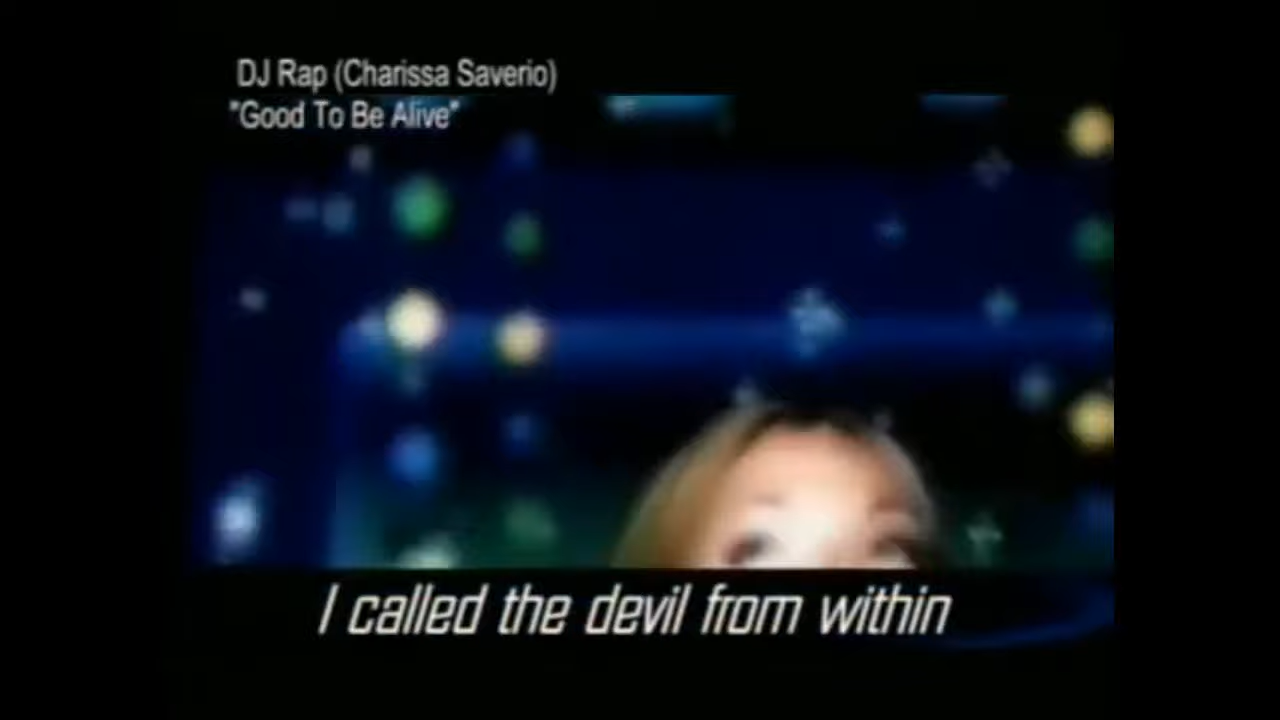 DJ Rap (Charissa Saverio)
"Good To Be Alive"
I called the devil from within